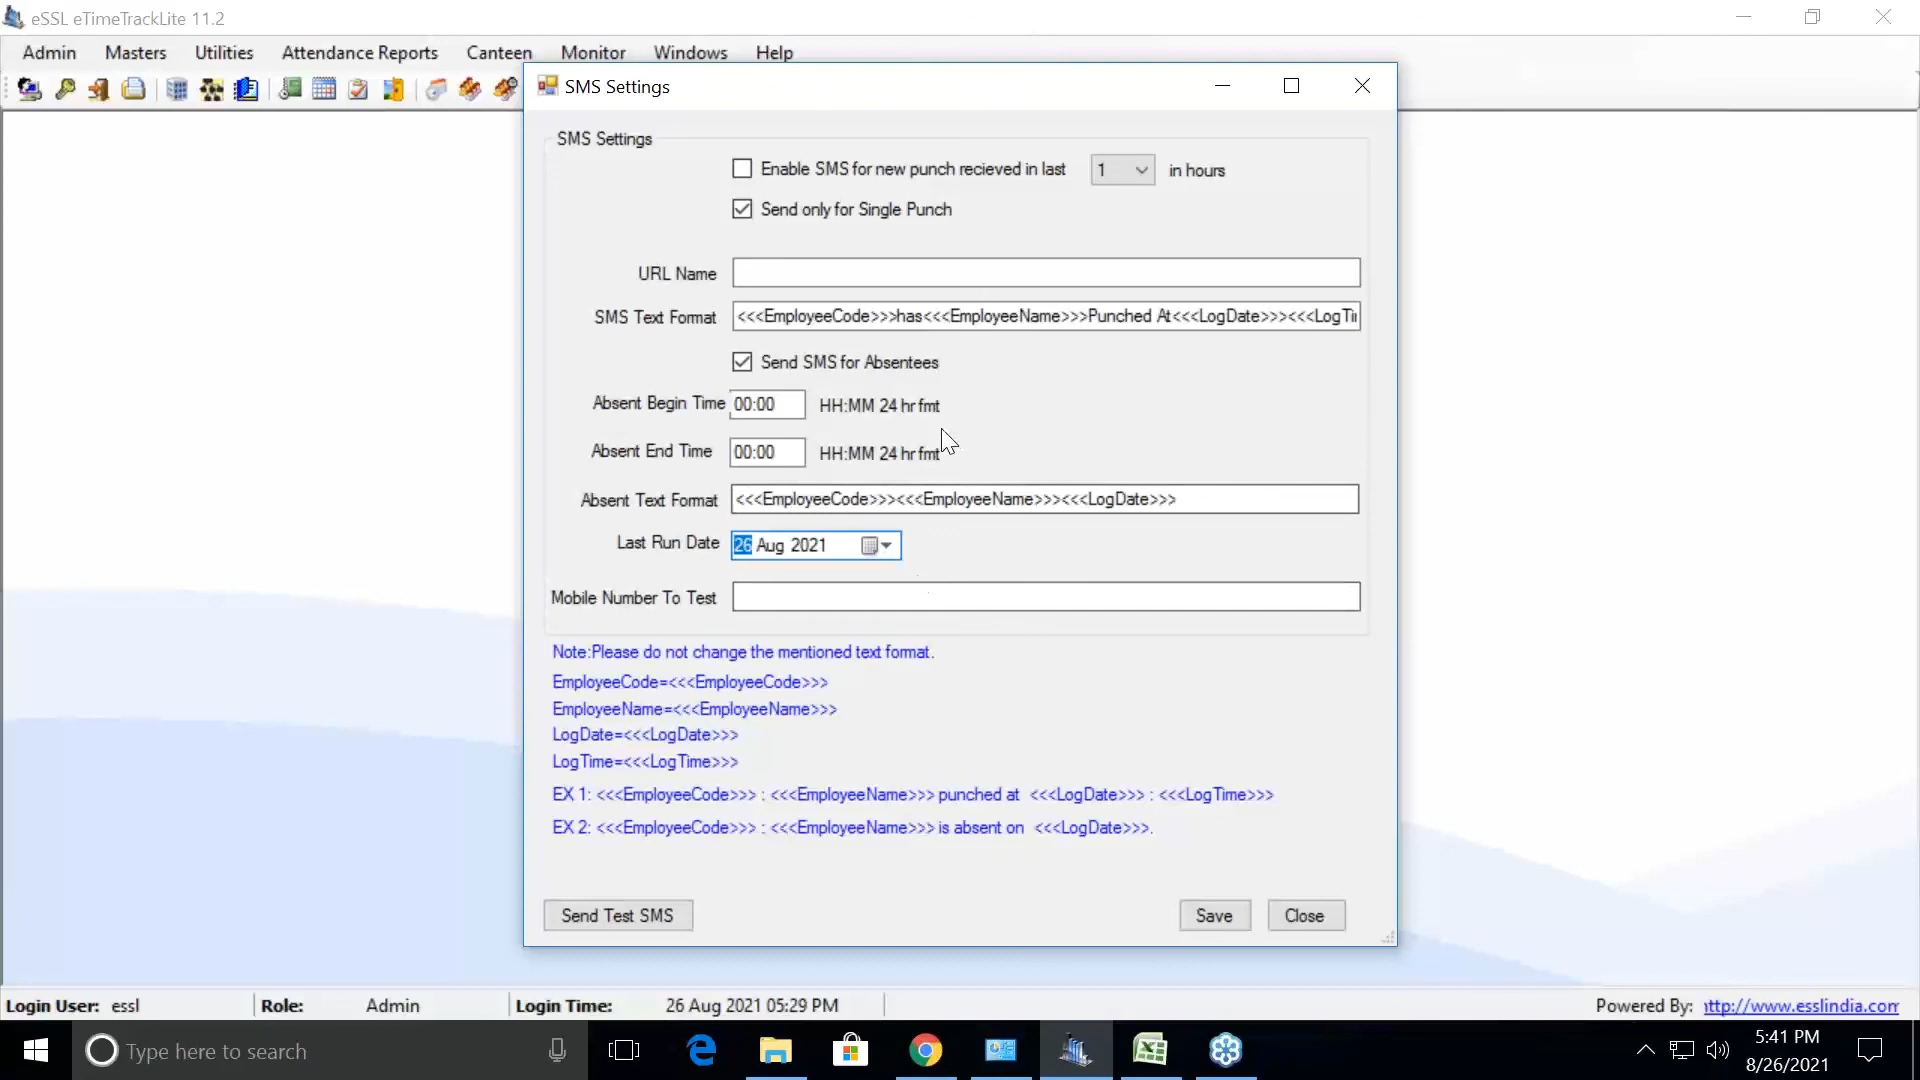 eSSL eTimeTrackLite 11.2
Admin Masters Utilities Attendance Reports Canteen Monitor Windows Help
SMS Settings
SMS Settings
Enable SMS for new punch recieved in last 1 in hours
Send only for Single Punch
URL Name
SMS Text Format <<<EmployeeCode>>>has<<<EmployeeName>>>Punched At<<<LogDate>>><<<LogTi
Send SMS for Absentees
Absent Begin Time 00:00 HH:MM 24 hr fmt
Absent End Time 00:00 HH:MM 24 hr fmt
Absent Text Format <<<EmployeeCode>>><<<EmployeeName>>><<<LogDate>>>
Last Run Date 26 Aug 2021
Mobile Number To Test
Note:Please do not change the mentioned text format.
EmployeeCode=<<<EmployeeCode>>>
EmployeeName=<<<EmployeeName>>>
LogDate=<<<LogDate>>>
LogTime=<<<LogTime>>>
EX 1: <<<EmployeeCode>>> : <<<EmployeeName>>> punched at <<<LogDate>>> : <<<LogTime>>>
EX 2: <<<EmployeeCode>>> : <<<EmployeeName>>> is absent on <<<LogDate>>>.
Send Test SMS Save Close
Login User: essl Role: Admin Login Time: 26 Aug 2021 05:29 PM Powered By: ttp://www.esslindia.com
Type here to search
5:41 PM
8/26/2021